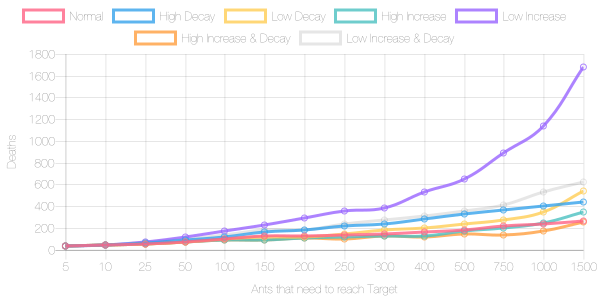 Normal High Decay Low Decay High Increase Low Increase
High Increase & Decay Low Increase & Decay
1800
1600
1400
1200
1000
800
600
400
200
0
Deaths
5 10 25 50 100 150 200 250 300 400 500 750 1000 1500
Ants that need to reach Target